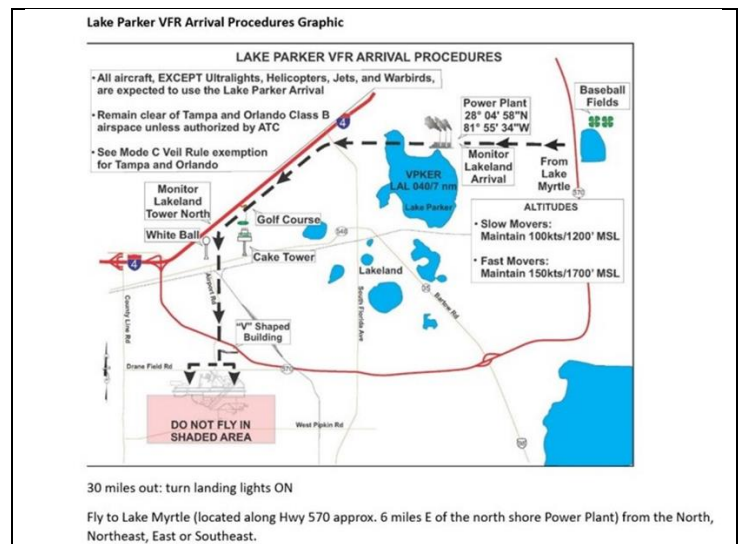 Lake Parker VFR Arrival Procedures Graphic
LAKE PARKER VFR ARRIVAL PROCEDURES
• All aircraft, EXCEPT Ultralights, Helicopters, Jets, and Warbirds,
are expected to use the Lake Parker Arrival
• Remain clear of Tampa and Orlando Class B
airspace unless authorized by ATC
• See Mode C Veil Rule exemption
for Tampa and Orlando
4
Power Plant
28° 04' 58"N
81° 55' 34"W
Baseball
Fields
Monitor
Lakeland
Arrival
From
Lake
Myrtle
570
VPKER
LAL 040/7 nm
Lake Parker
ALTITUDES
• Slow Movers:
Maintain 100kts/1200' MSL
• Fast Movers:
Maintain 150kts/1700' MSL
Monitor
Lakeland
Tower North
White Ball
Golf Course
Cake Tower
546
4
Lakeland
Airport Rd
County Line Rd
South Florida Ave
Bartow Rd
"V" Shaped
Building
Drane Field Rd
570
West Pipkin Rd
DO NOT FLY IN
SHADED AREA
30 miles out: turn landing lights ON
Fly to Lake Myrtle (located along Hwy 570 approx. 6 miles E of the north shore Power Plant) from the North,
Northeast, East or Southeast.